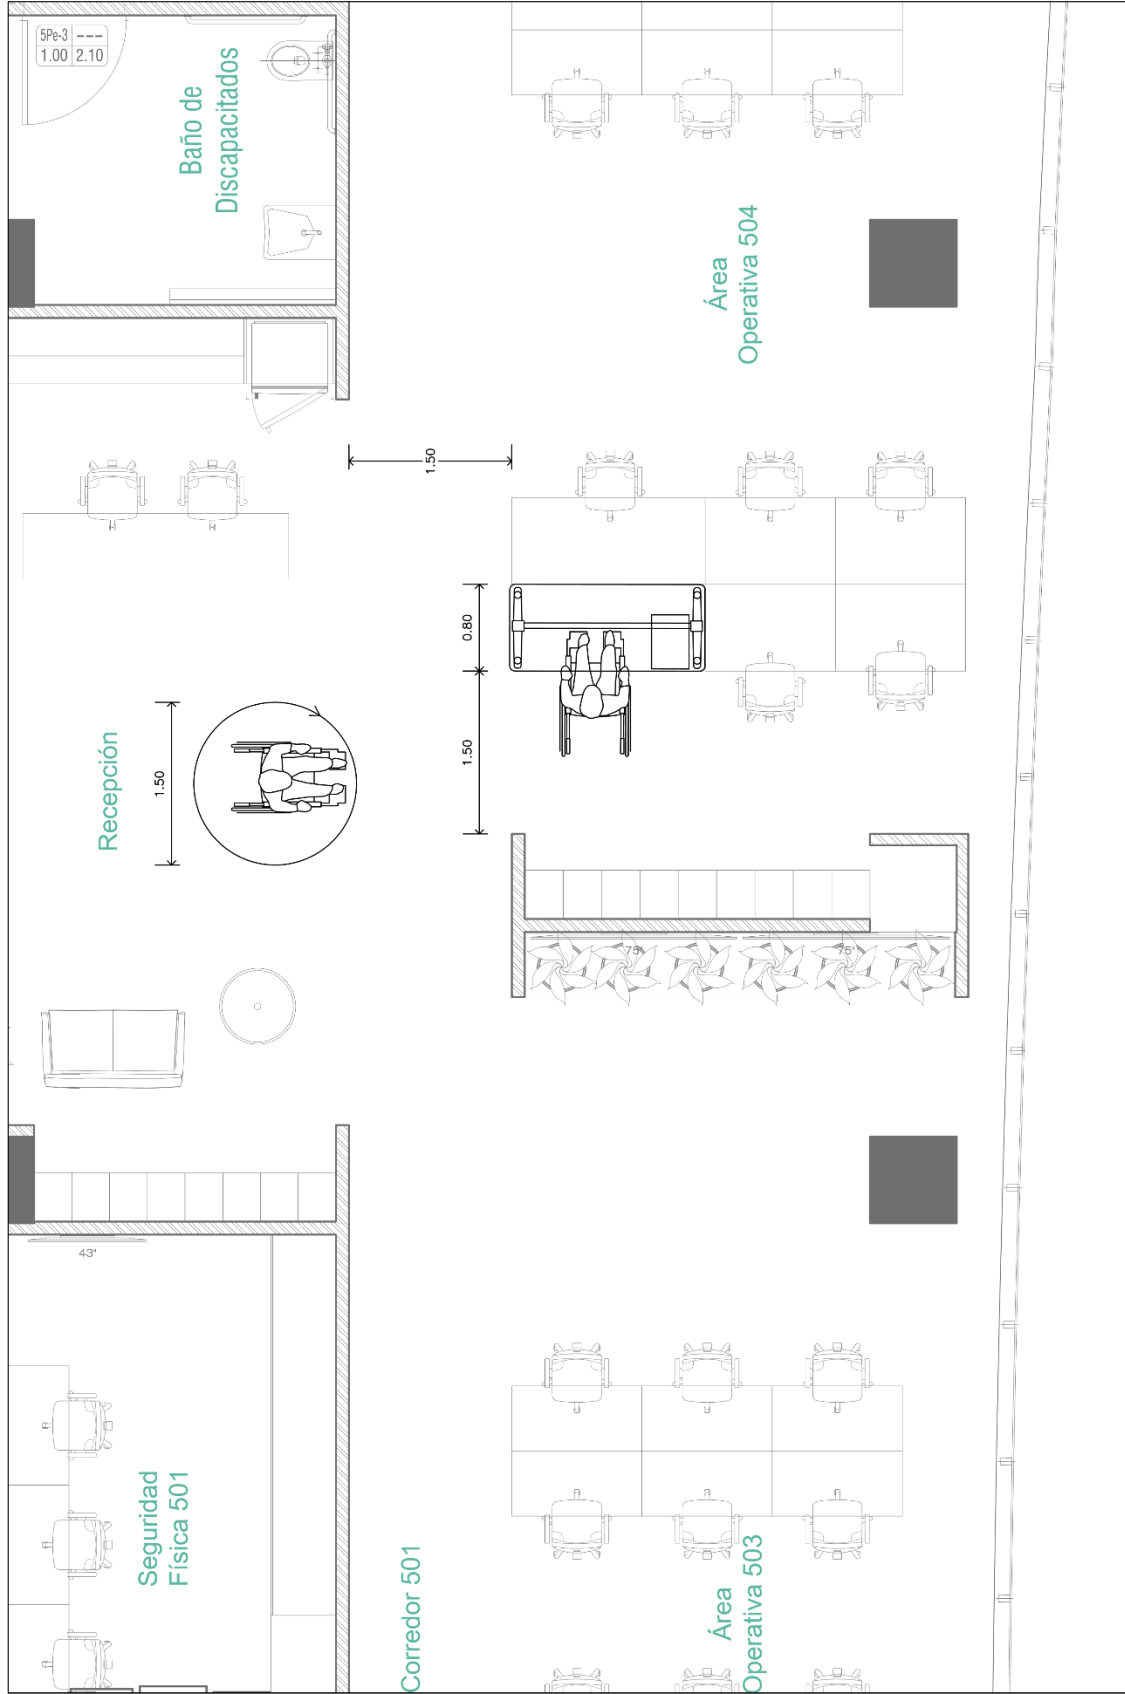 5Pe-3 ---
1.00 2.10
Baño de
Discapacitados
Área
Operativa 504
1.50
0.80
1.50
Recepción
1.50
75"
75"
43"
Seguridad
Física 501
Corredor 501
Área
Operativa 503